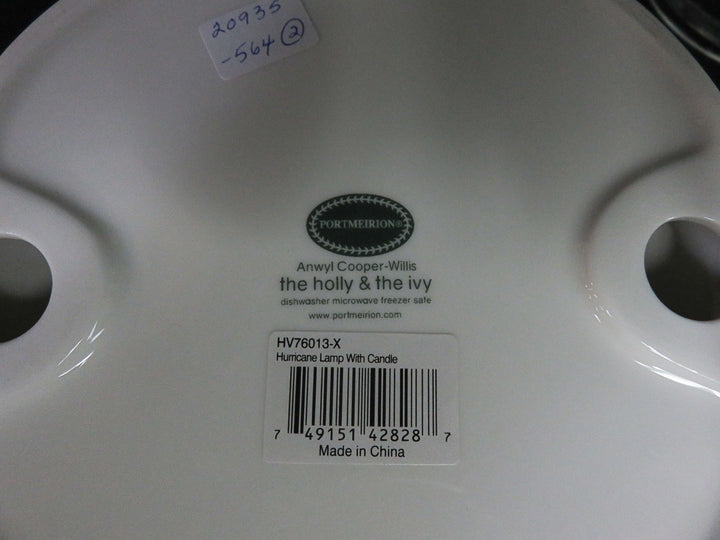 20935
-564 2
PORTMEIRION®
Anwyl Cooper-Willis
the holly & the ivy
dishwasher microwave freezer safe
www.portmeirion.com
HV76013-X
Hurricane Lamp With Candle
7 49151 42828 7
Made in China